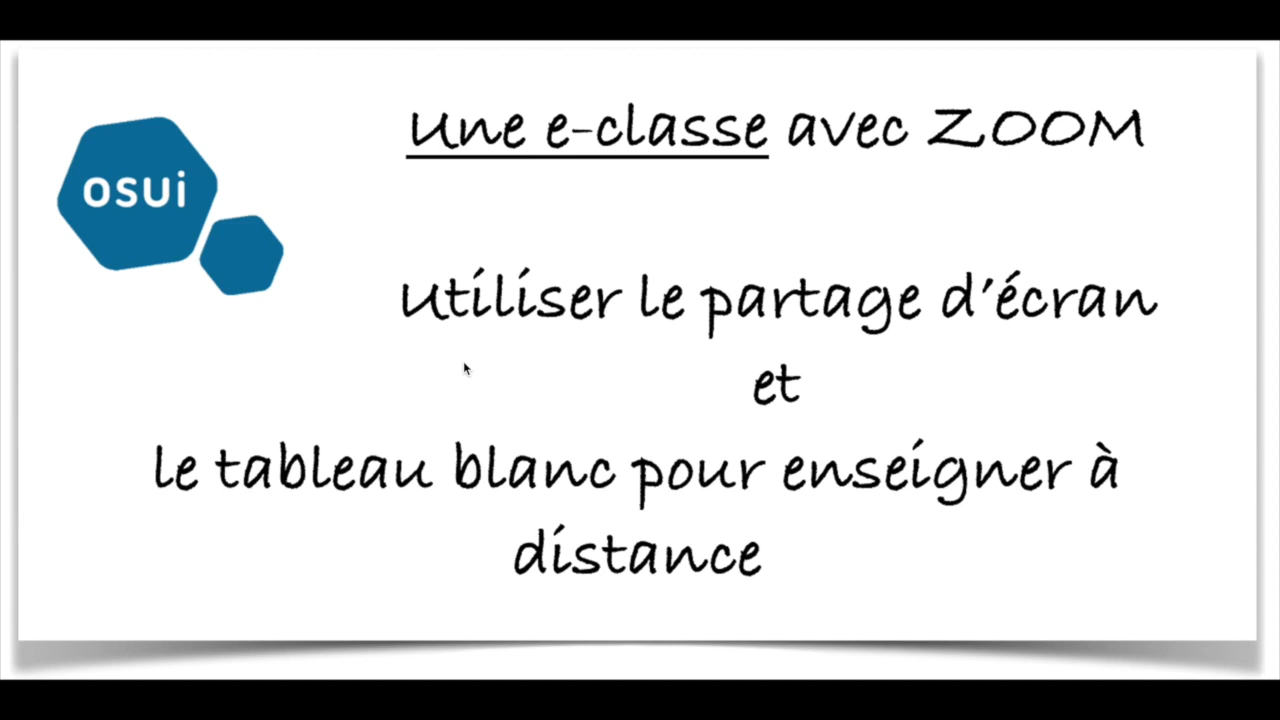 osui
Une e-classe avec ZOOM
Utiliser le partage d'écran
et
le tableau blanc pour enseigner à
distance